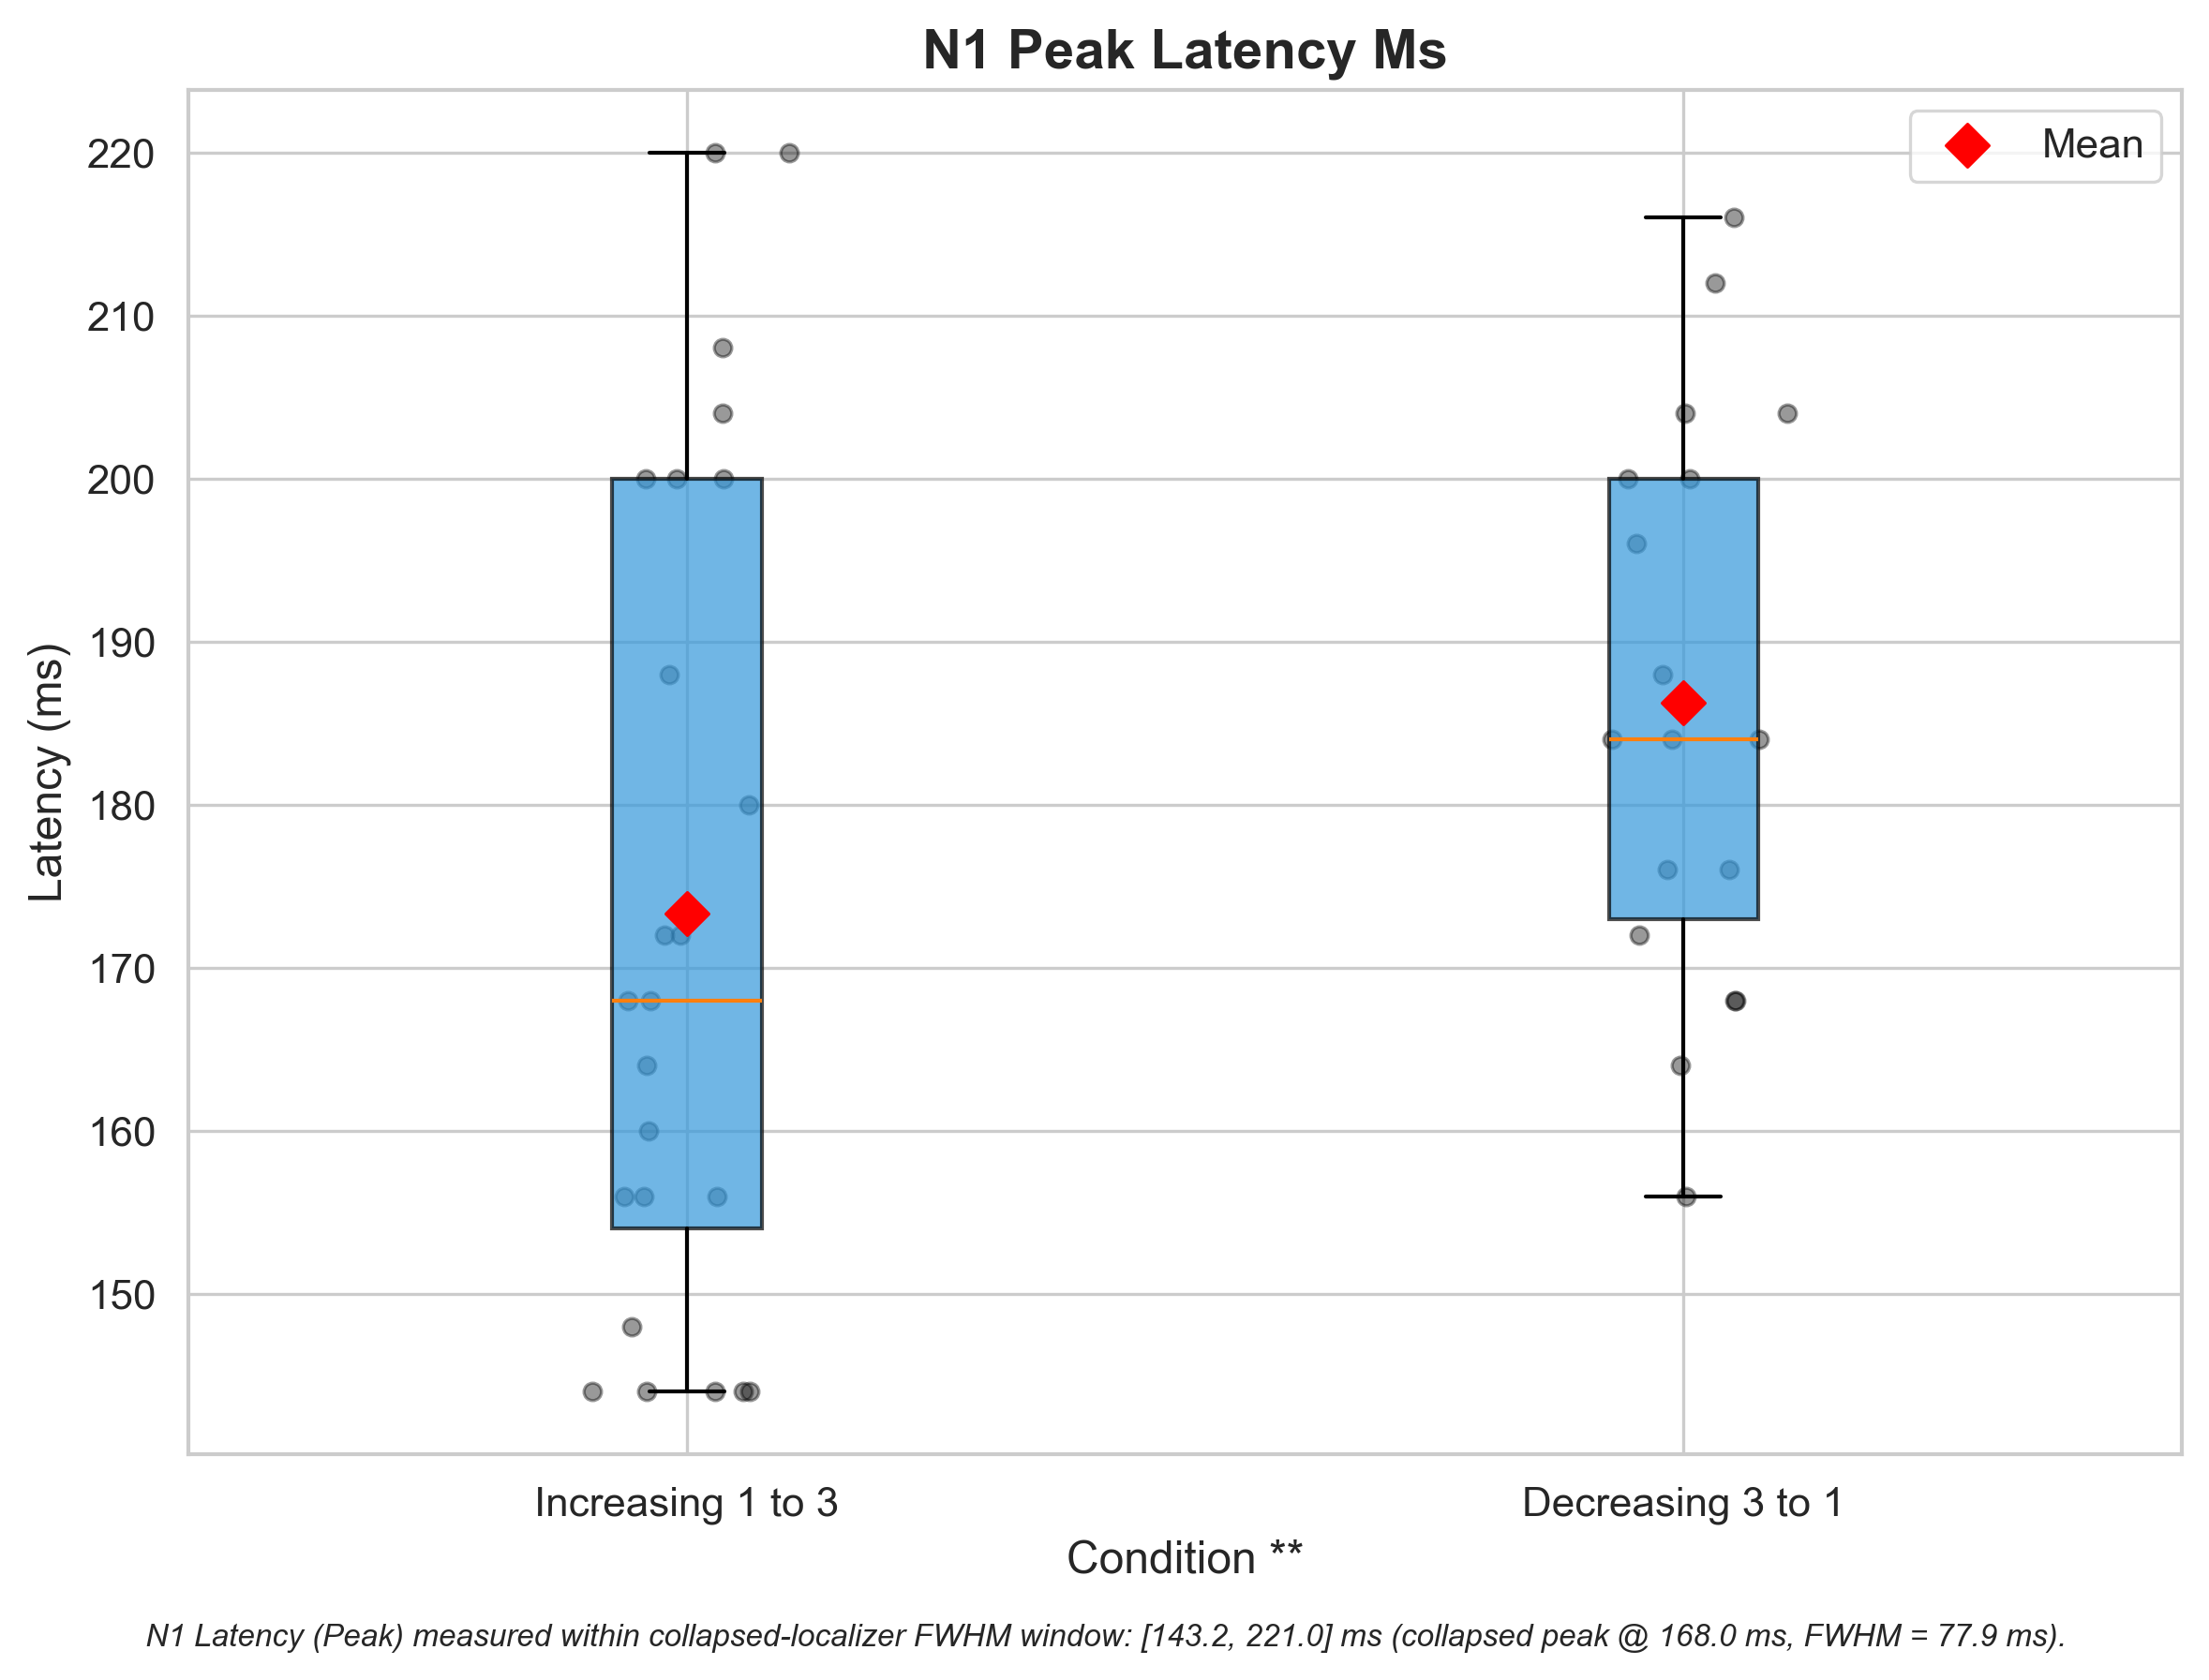 N1 Peak Latency Ms
Mean
220
210
200
190
180
170
160
150
Latency (ms)
Increasing 1 to 3
Decreasing 3 to 1
Condition **
N1 Latency (Peak) measured within collapsed-localizer FWHM window: [143.2, 221.0] ms (collapsed peak @ 168.0 ms, FWHM = 77.9 ms).